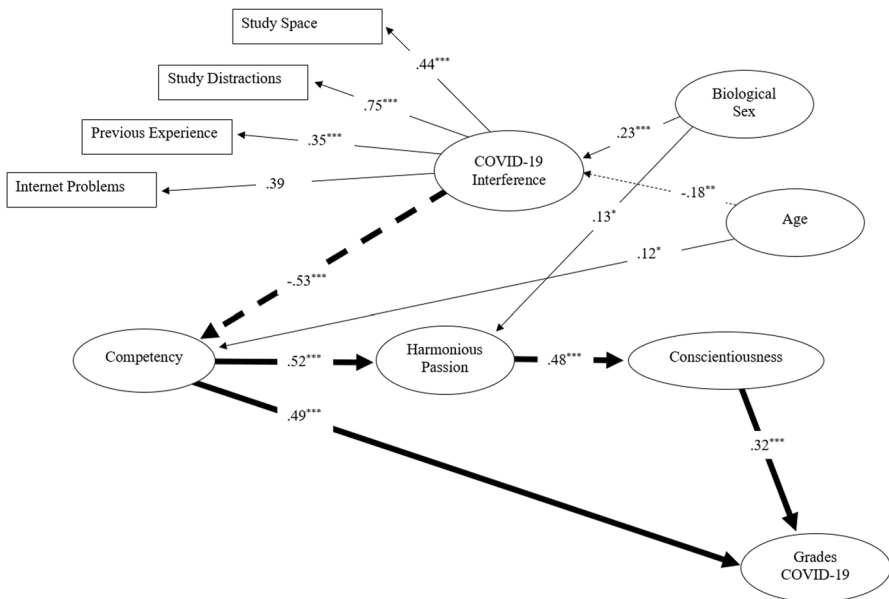 Study Space
.44***
Study Distractions
.75***
Biological
Sex
Previous Experience
.35***
.23***
COVID-19
Interference
Internet Problems
.39
-.18**
.13*
Age
.12*
-.53***
Competency
.52***
Harmonious
Passion
.48***
Conscientiousness
.49***
.32***
Grades
COVID-19